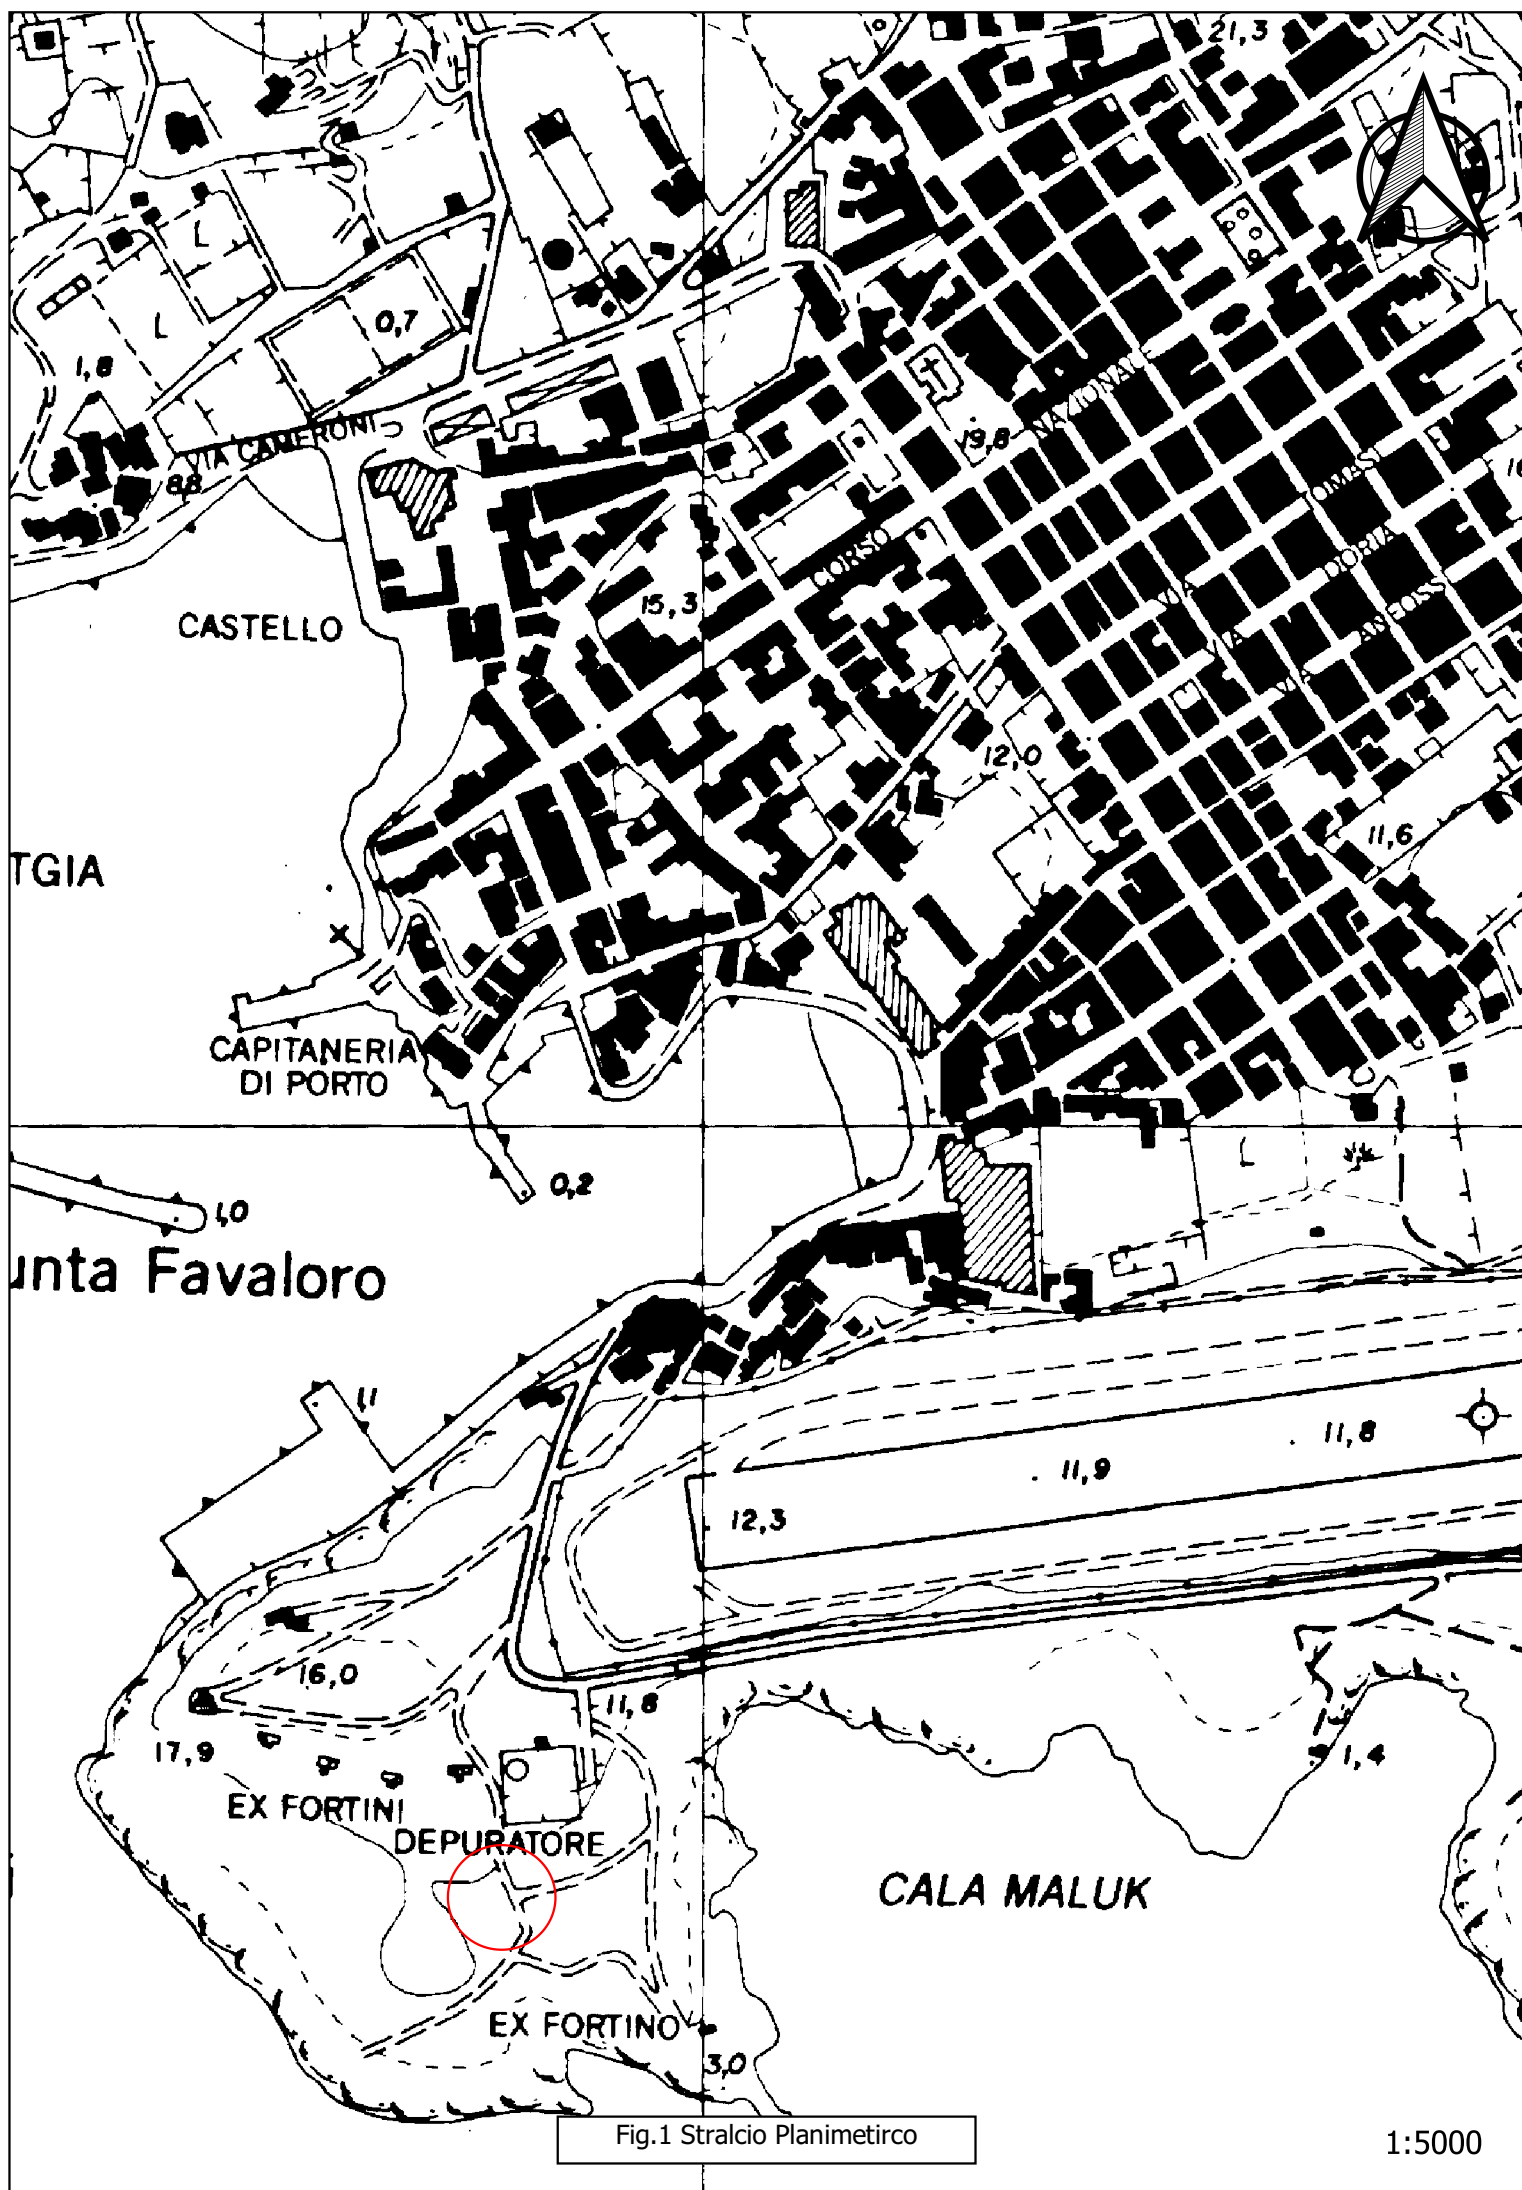 21,3
L
0,7
L
1,8
VIA CAMERONI
8,8
19,8
NAZIONALE
CORSO
TOMASI
VIA
DORIA
VIA
ANFOSSI
VIA
15,3
CASTELLO
12,0
11,6
TGIA
CAPITANERIA
DI PORTO
0,2
L
1,0
unta Favaloro
1,1
11,8
11,9
12,3
16,0
11,8
17,9
1,4
EX FORTINI
DEPURATORE
CALA MALUK
EX FORTINO
3,0
Fig.1 Stralcio Planimetirco
1:5000